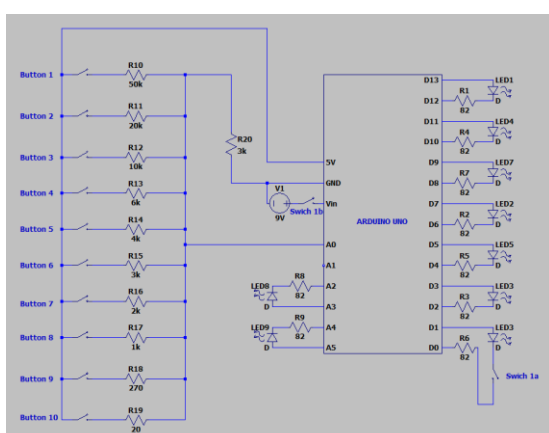 Button 1
R10
50k
Button 2
R11
20k
Button 3
R12
10k
Button 4
R13
6k
Button 5
R14
4k
Button 6
R15
3k
Button 7
R16
2k
Button 8
R17
1k
Button 9
R18
270
Button 10
R19
20
R20
3k
V1
9V
Swich 1b
5V
GND
Vin
A0
A1
A2
A3
A4
A5
ARDUINO UNO
LED8
D
R8
82
LED9
D
R9
82
D13
D12
D11
D10
D9
D8
D7
D6
D5
D4
D3
D2
D1
D0
LED1
R1
82
D
LED4
R4
82
D
LED7
R7
82
D
LED2
R2
82
D
LED5
R5
82
D
LED3
R3
82
D
LED3
R6
82
D
Swich 1a